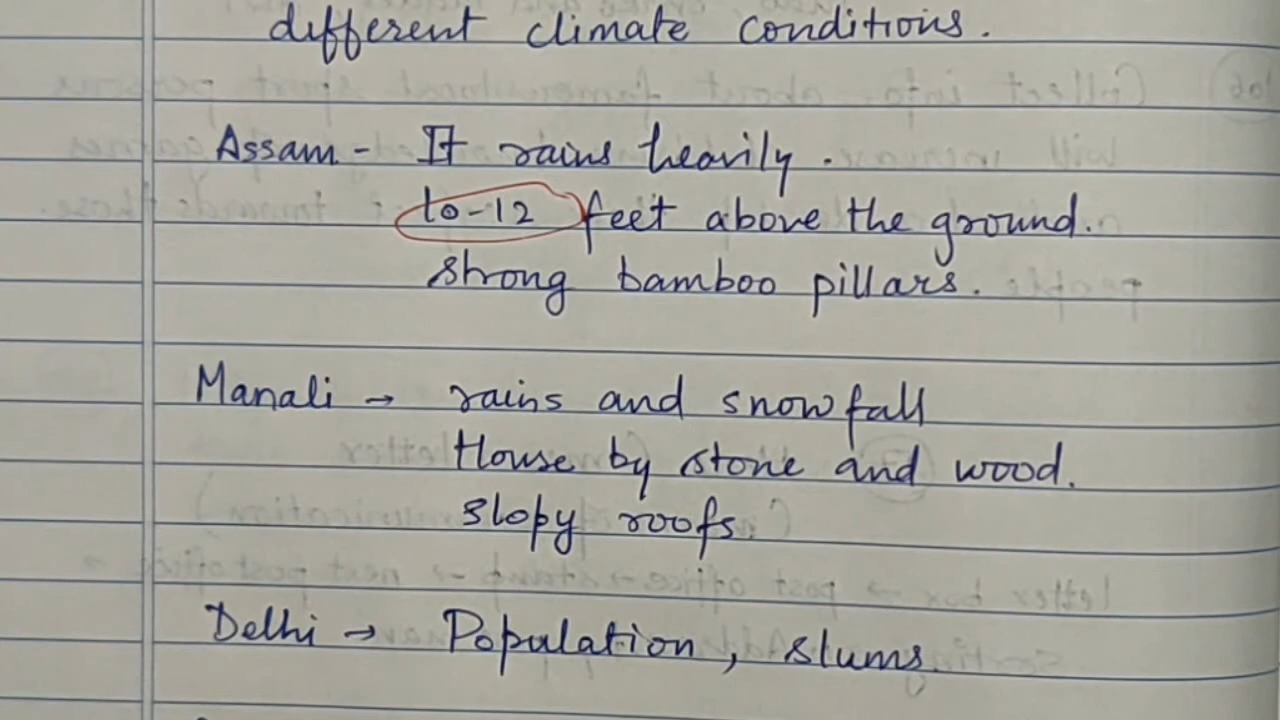 different climate conditions.
Assam - It rains heavily.
10-12 feet above the ground.
strong bamboo pillars.
Manali → rains and snowfall
House by stone and wood.
slopy roofs.
Delhi → Population, slums